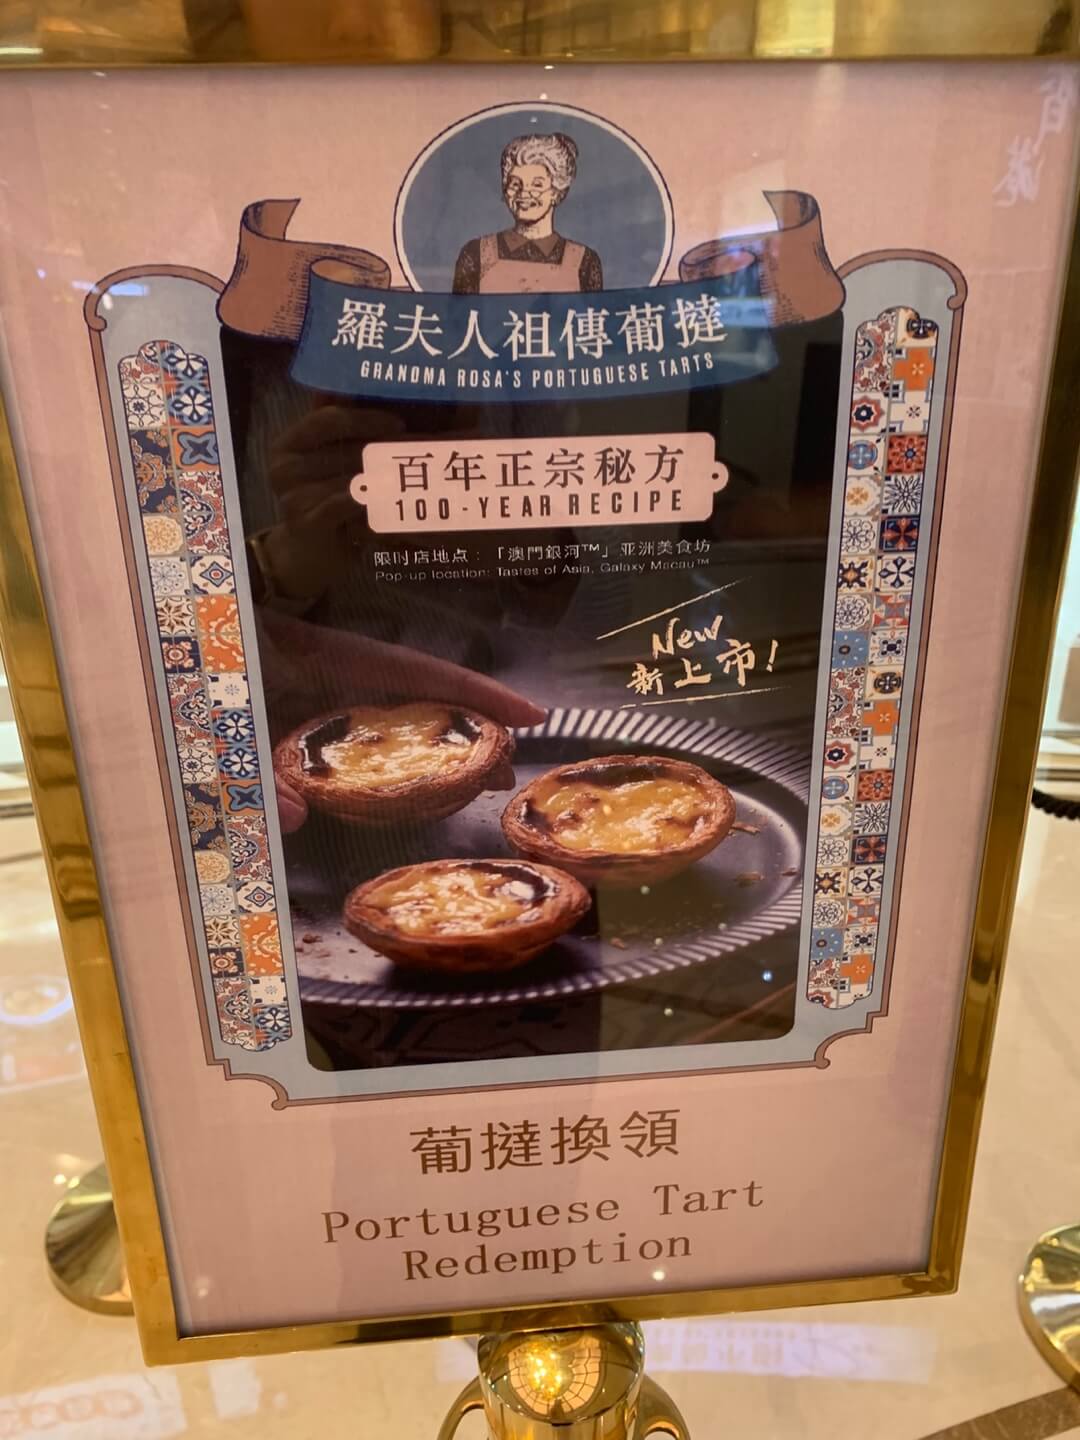 羅夫人祖傳葡撻
GRANDMA ROSA'S PORTUGUESE TARTS
百年正宗秘方
100-YEAR RECIPE
限时店地点：「澳門銀河™」亚洲美食坊
Pop-up location: Tastes of Asia, Galaxy Macau™
New
新上市!
葡撻換領
Portuguese Tart
Redemption